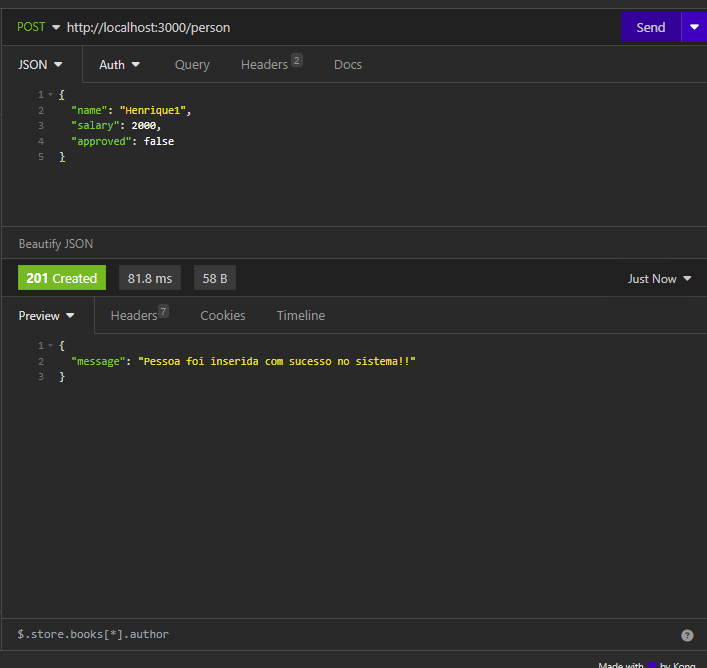 POST http://localhost:3000/person Send
JSON Auth Query Headers 2 Docs
1 {
2 "name": "Henrique1",
3 "salary": 2000,
4 "approved": false
5 }
Beautify JSON
201 Created 81.8 ms 58 B Just Now
Preview Headers 7 Cookies Timeline
1 {
2 "message": "Pessoa foi inserida com sucesso no sistema!!"
3 }
$.store.books[*].author ?
Made with by Kong